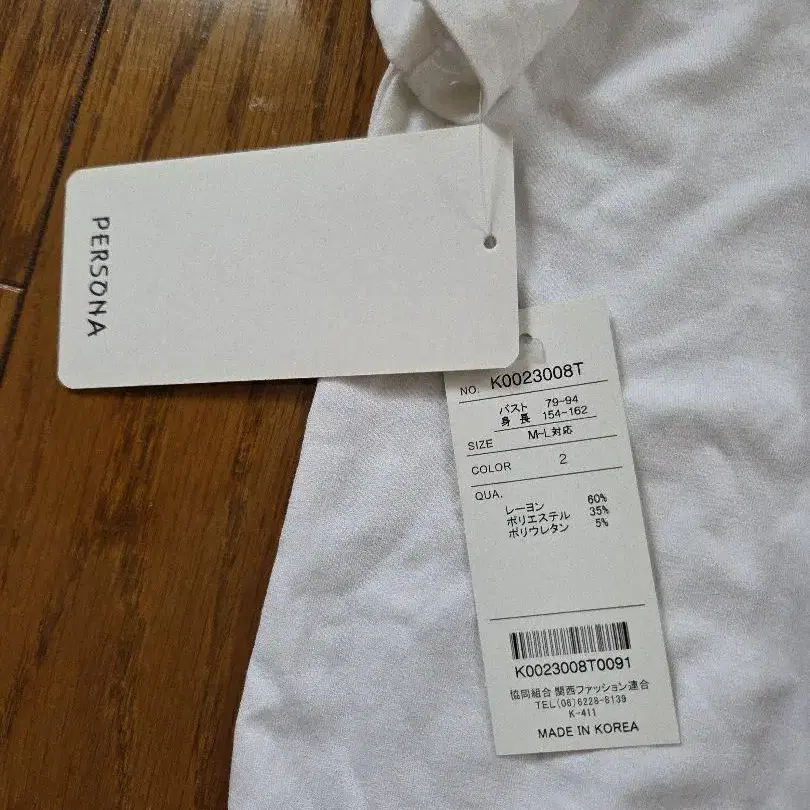 PERSONA
NO. K0023008T
バスト 79-94
身長 154-162
SIZE M-L対応
COLOR 2
QUA.
レーヨン 60%
ポリエステル 35%
ポリウレタン 5%
K0023008T0091
協同組合 関西ファッション連合
TEL(06)6228-6139
K-411
MADE IN KOREA